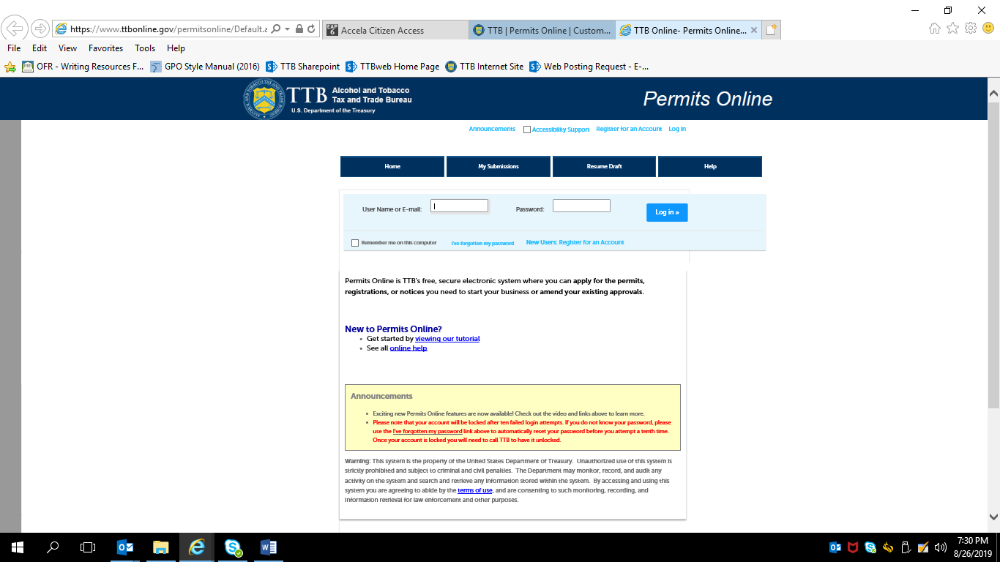 https://www.ttbonline.gov/permitsonline/Default.a
EAP 6 Accela Citizen Access
TTB | Permits Online | Custom...
TTB Online- Permits Online...
File Edit View Favorites Tools Help
OFR - Writing Resources F... GPO Style Manual (2016) TTB Sharepoint TTBweb Home Page TTB Internet Site Web Posting Request - E-...
TTB Alcohol and Tobacco
Tax and Trade Bureau
U.S. Department of the Treasury
Permits Online
Announcements Accessibility Support Register for an Account Log In
Home My Submissions Resume Draft Help
User Name or E-mail: Password: Log in »
Remember me on this computer I've forgotten my password New Users: Register for an Account
Permits Online is TTB's free, secure electronic system where you can apply for the permits,
registrations, or notices you need to start your business or amend your existing approvals.
New to Permits Online?
• Get started by viewing our tutorial
• See all online help
Announcements
• Exciting new Permits Online features are now available! Check out the video and links above to learn more.
• Please note that your account will be locked after ten failed login attempts. If you do not know your password, please
use the I've forgotten my password link above to automatically reset your password before you attempt a tenth time.
Once your account is locked you will need to call TTB to have it unlocked.
Warning: This system is the property of the United States Department of Treasury. Unauthorized use of this system is
strictly prohibited and subject to criminal and civil penalties. The Department may monitor, record, and audit any
activity on the system and search and retrieve any information stored within the system. By accessing and using this
system you are agreeing to abide by the terms of use, and are consenting to such monitoring, recording, and
information retrieval for law enforcement and other purposes.
7:30 PM
8/26/2019